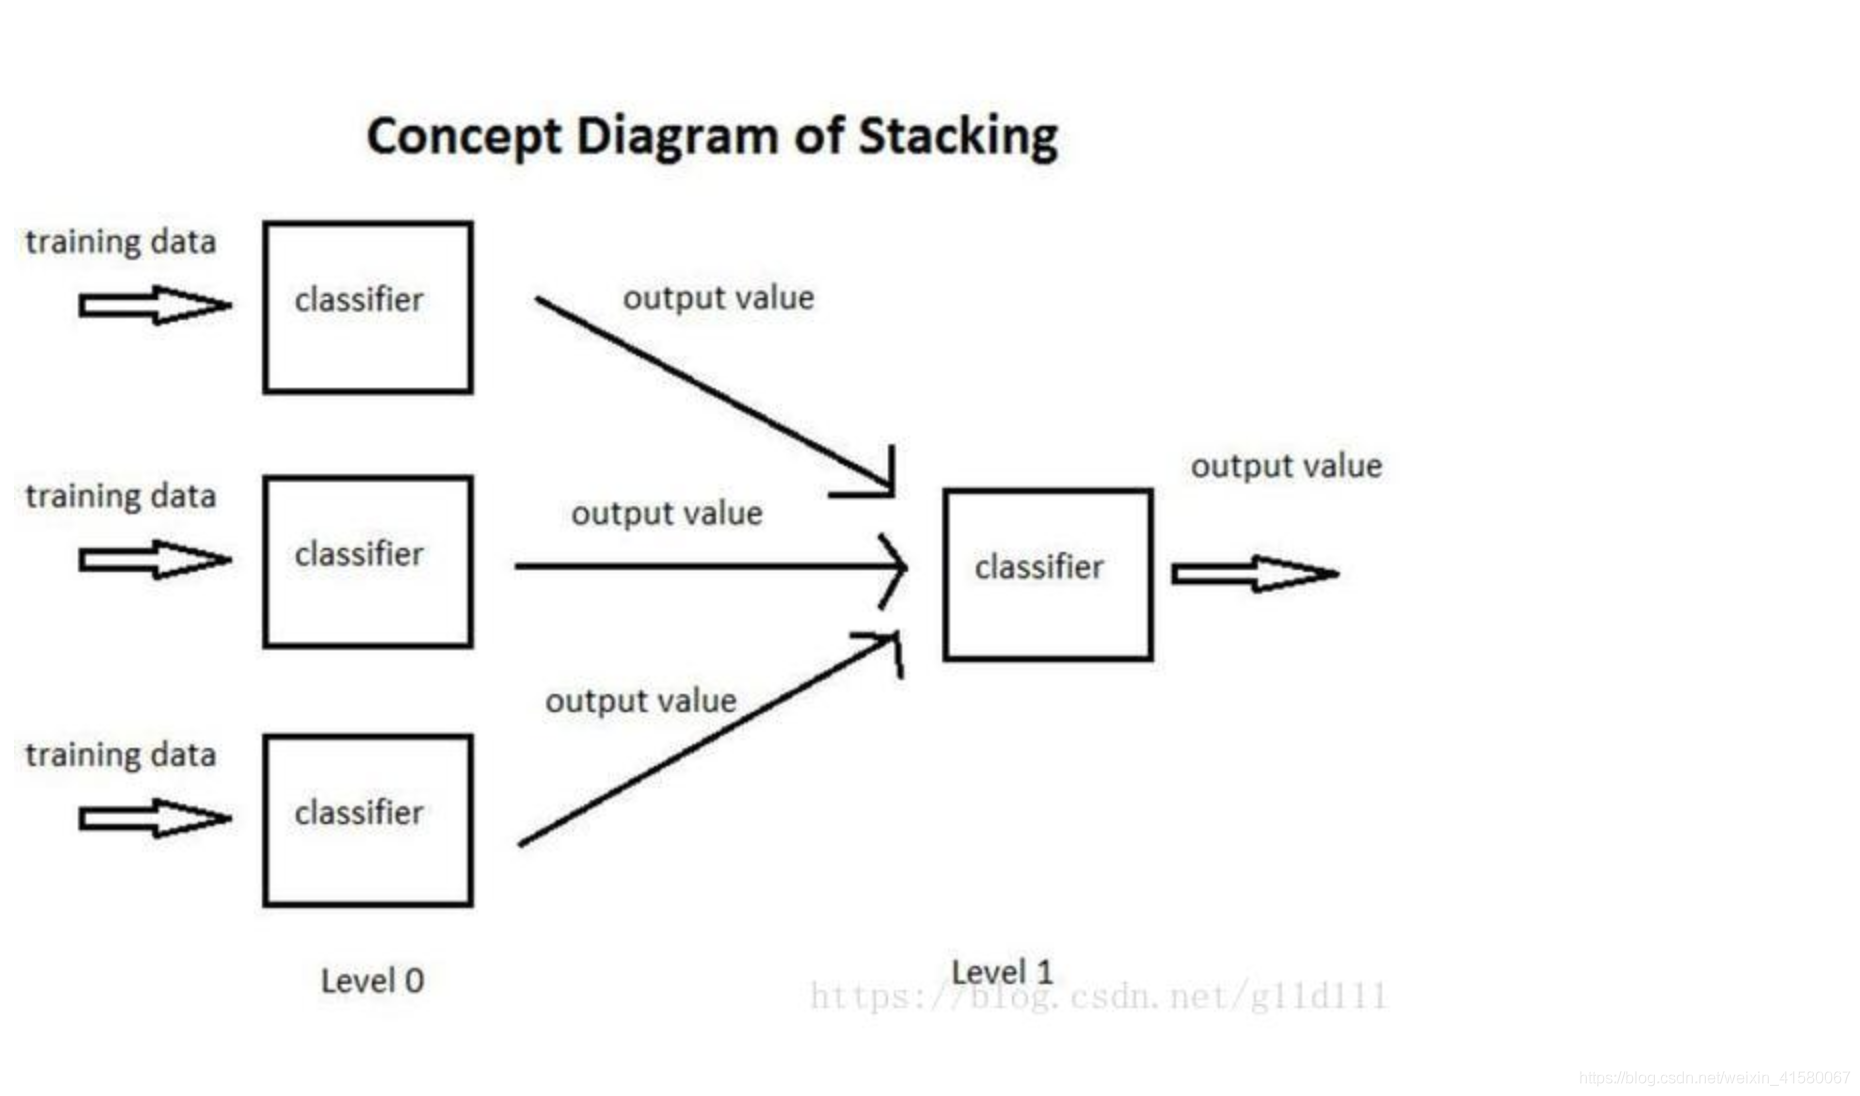 Concept Diagram of Stacking
training data
classifier
output value
training data
classifier
output value
classifier
output value
training data
classifier
output value
Level 0
Level 1
https://blog.csdn.net/g11d111
https://blog.csdn.net/weixin_41580067